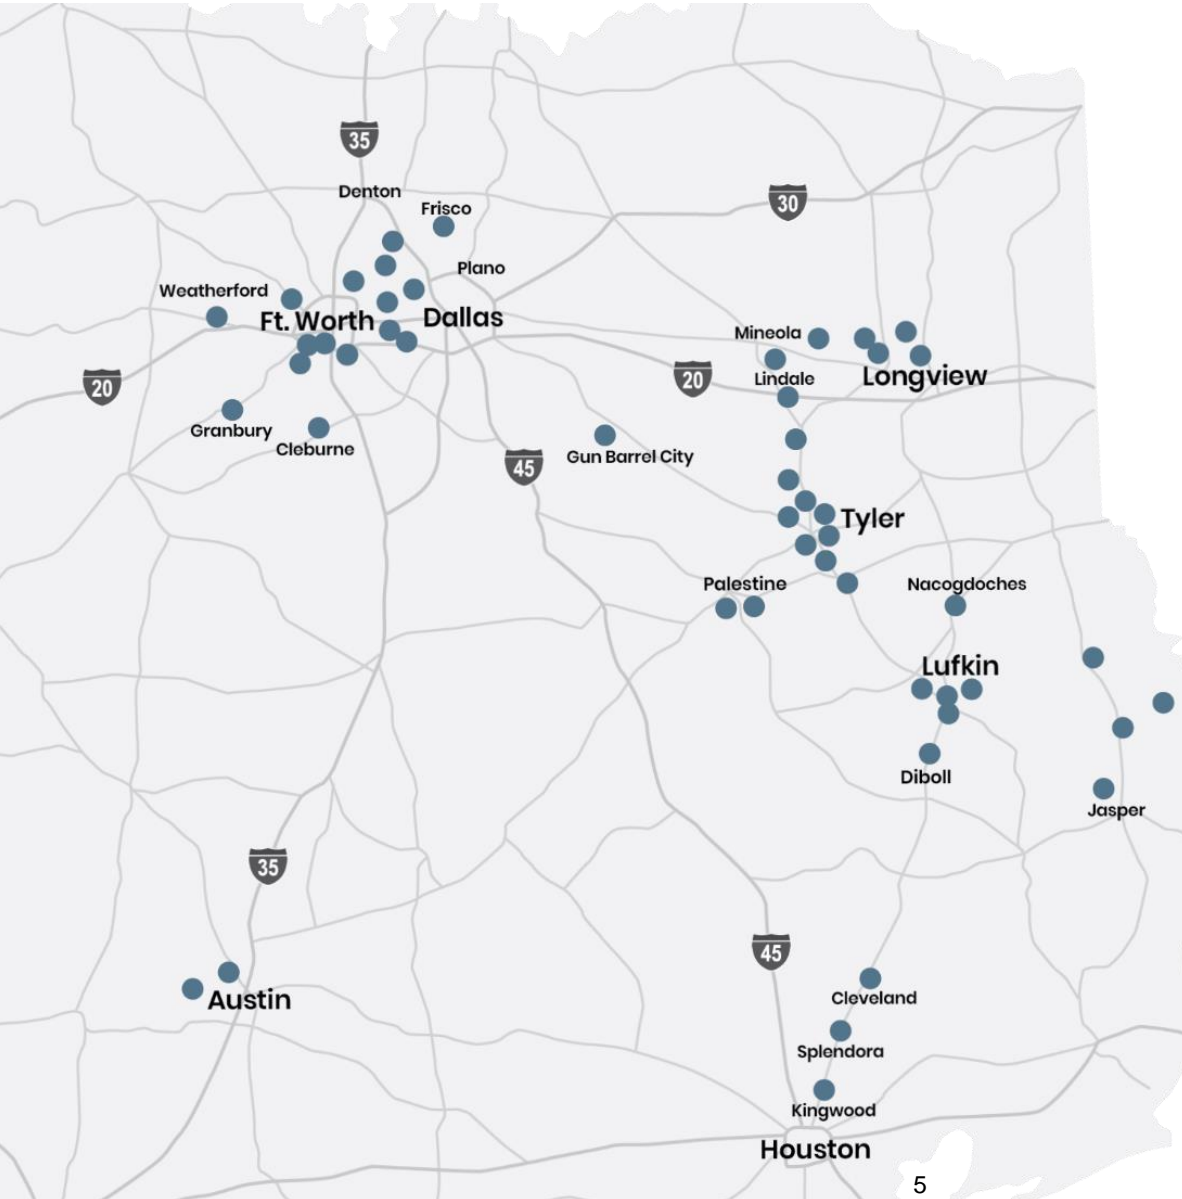 35
Denton
30
Frisco
Plano
Weatherford
Ft. Worth
Dallas
Mineola
20
20
Lindale
Longview
Granbury
Cleburne
Gun Barrel City
45
Tyler
Palestine
Nacogdoches
Lufkin
Diboll
Jasper
35
45
Austin
Cleveland
Splendora
Kingwood
Houston
5